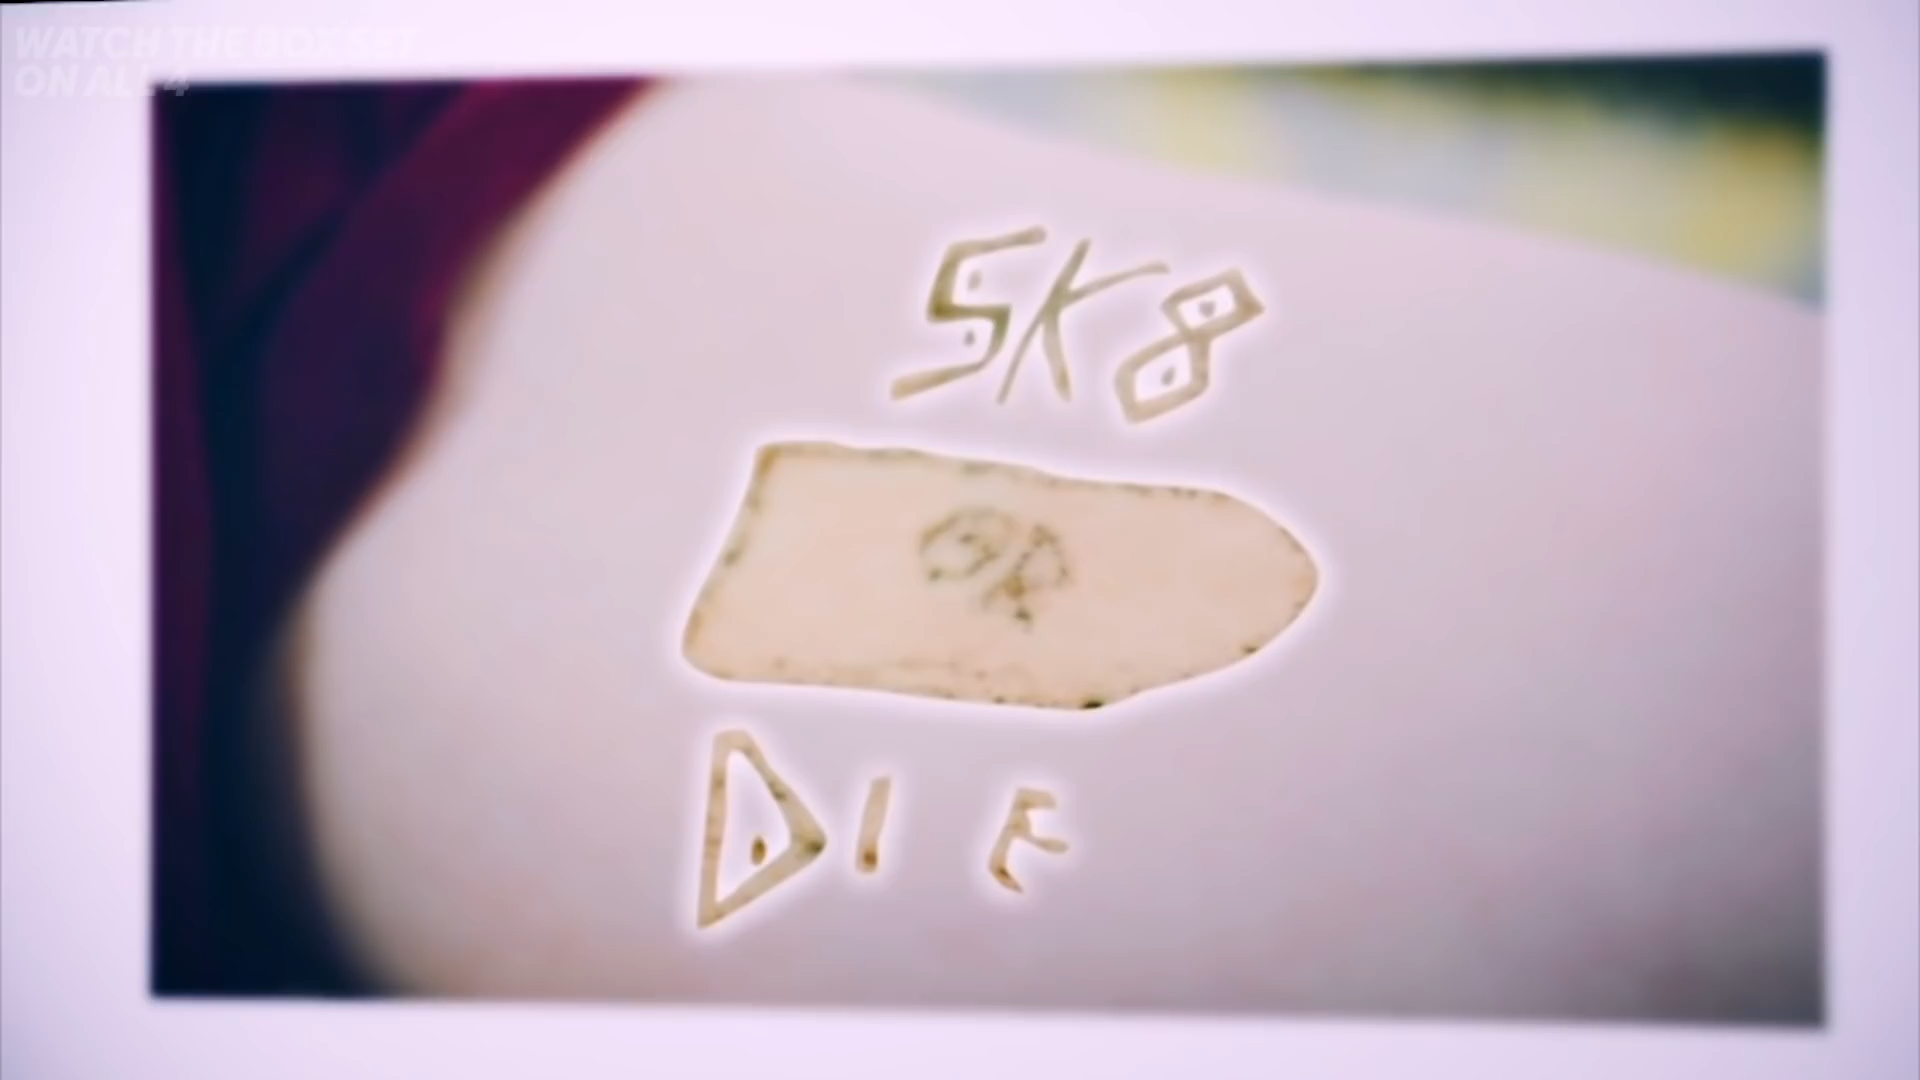 WATCH THE BOX SET
ON ALL 4
SK8
OR
DIE